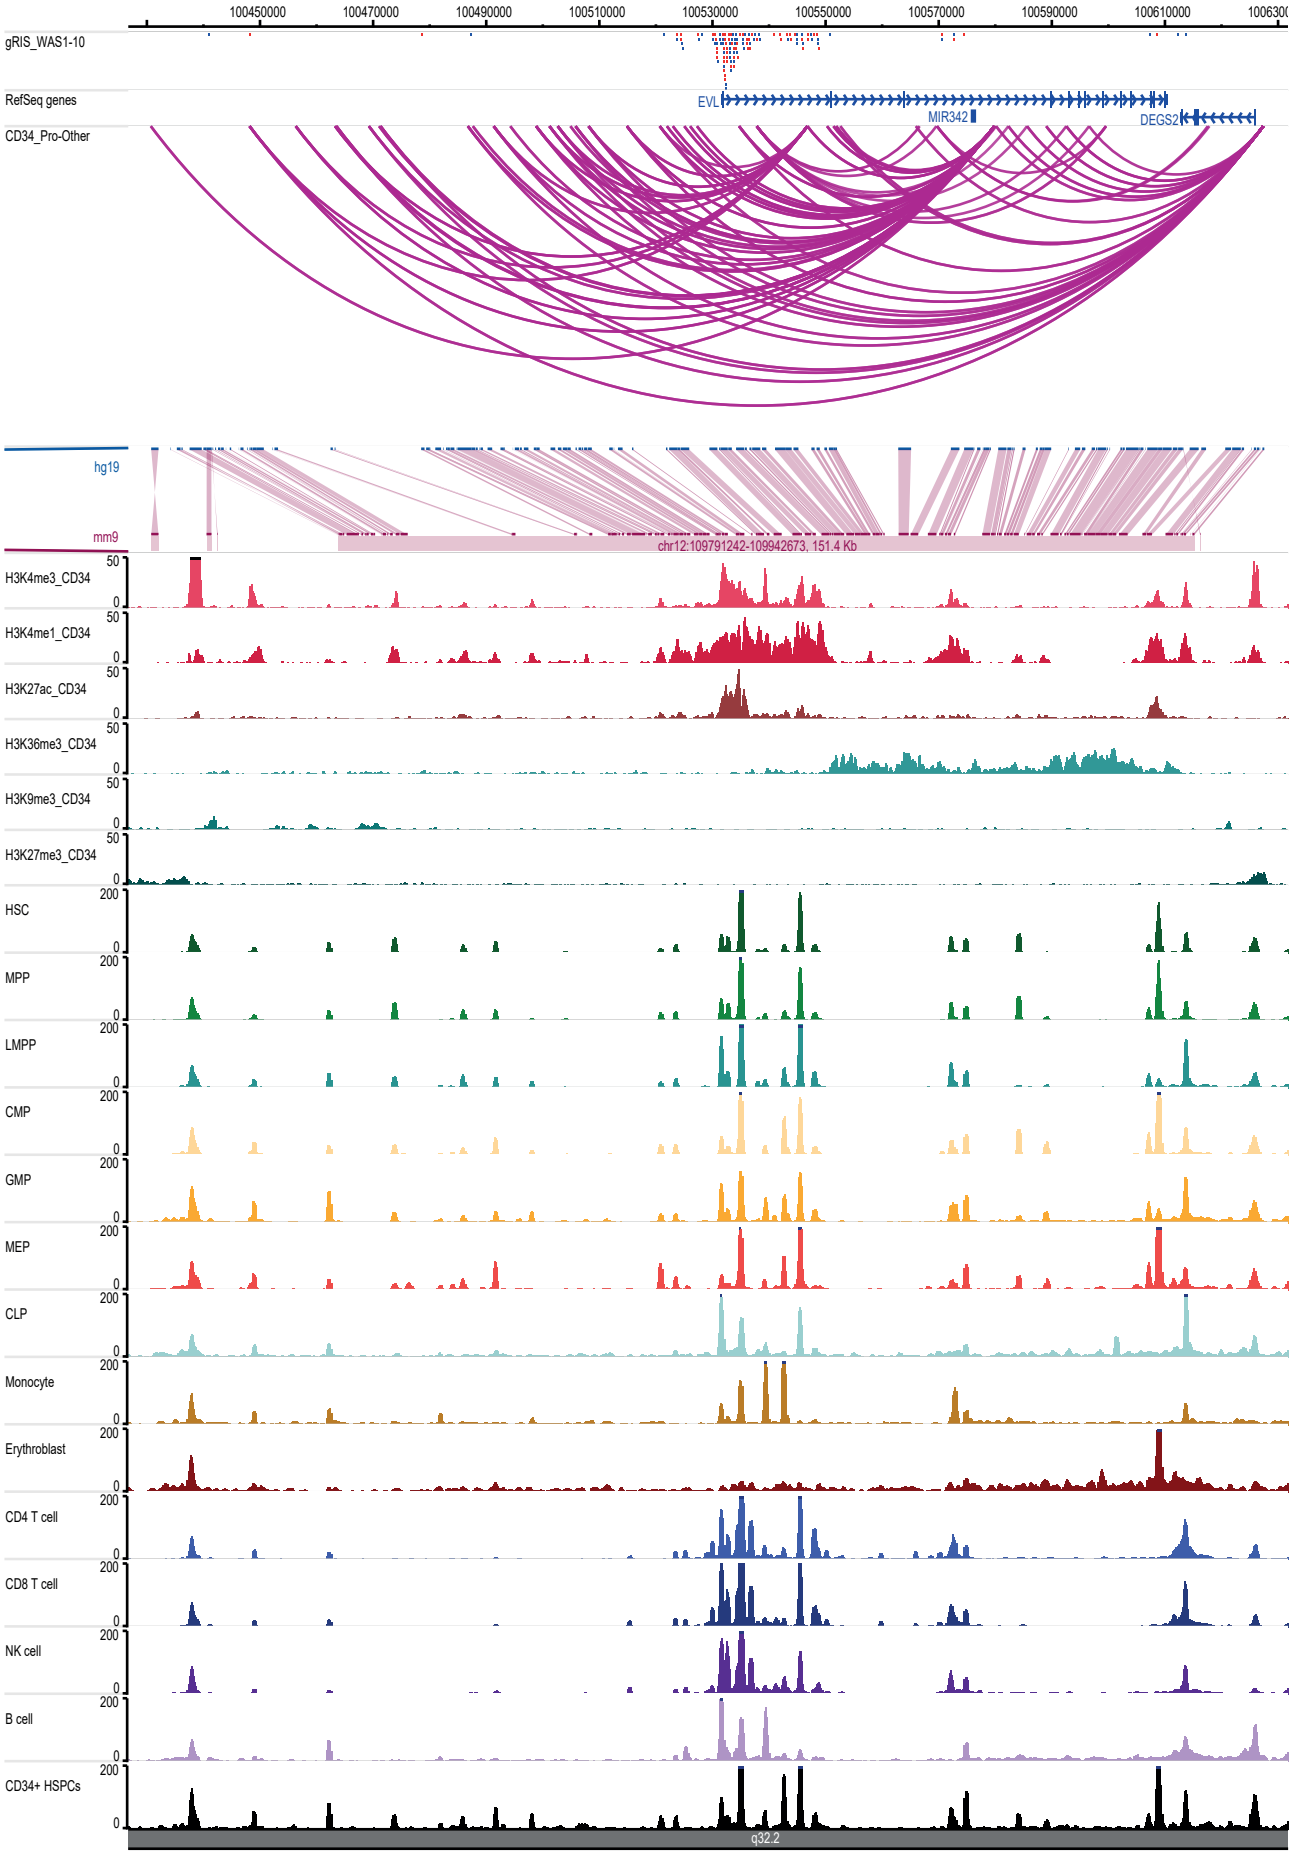 100450000 100470000 100490000 100510000 100530000 100550000 100570000 100590000 100610000 100630
gRIS_WAS1-10
RefSeq genes
EVL
MIR342
DEGS2
CD34_Pro-Other
hg19
mm9
chr12:109791242-109942673, 151.4 Kb
50
H3K4me3_CD34
0
50
H3K4me1_CD34
0
50
H3K27ac_CD34
0
50
H3K36me3_CD34
0
50
H3K9me3_CD34
0
50
H3K27me3_CD34
0
200
HSC
0
200
MPP
0
200
LMPP
0
200
CMP
0
200
GMP
0
200
MEP
0
200
CLP
0
200
Monocyte
0
200
Erythroblast
0
200
CD4 T cell
0
200
CD8 T cell
0
200
NK cell
0
200
B cell
0
200
CD34+ HSPCs
0
q32.2